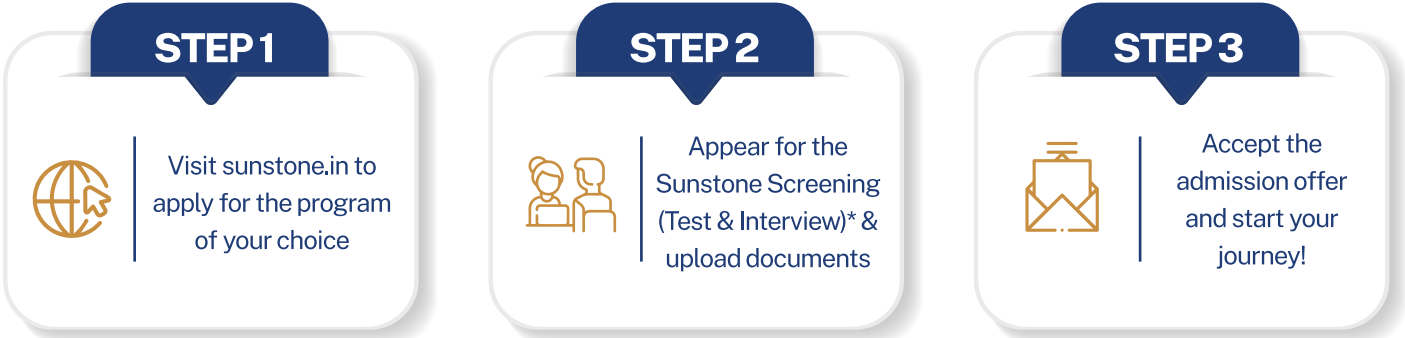 STEP 1
Visit sunstone.in to
apply for the program
of your choice
STEP 2
Appear for the
Sunstone Screening
(Test & Interview)* &
upload documents
STEP 3
Accept the
admission offer
and start your
journey!